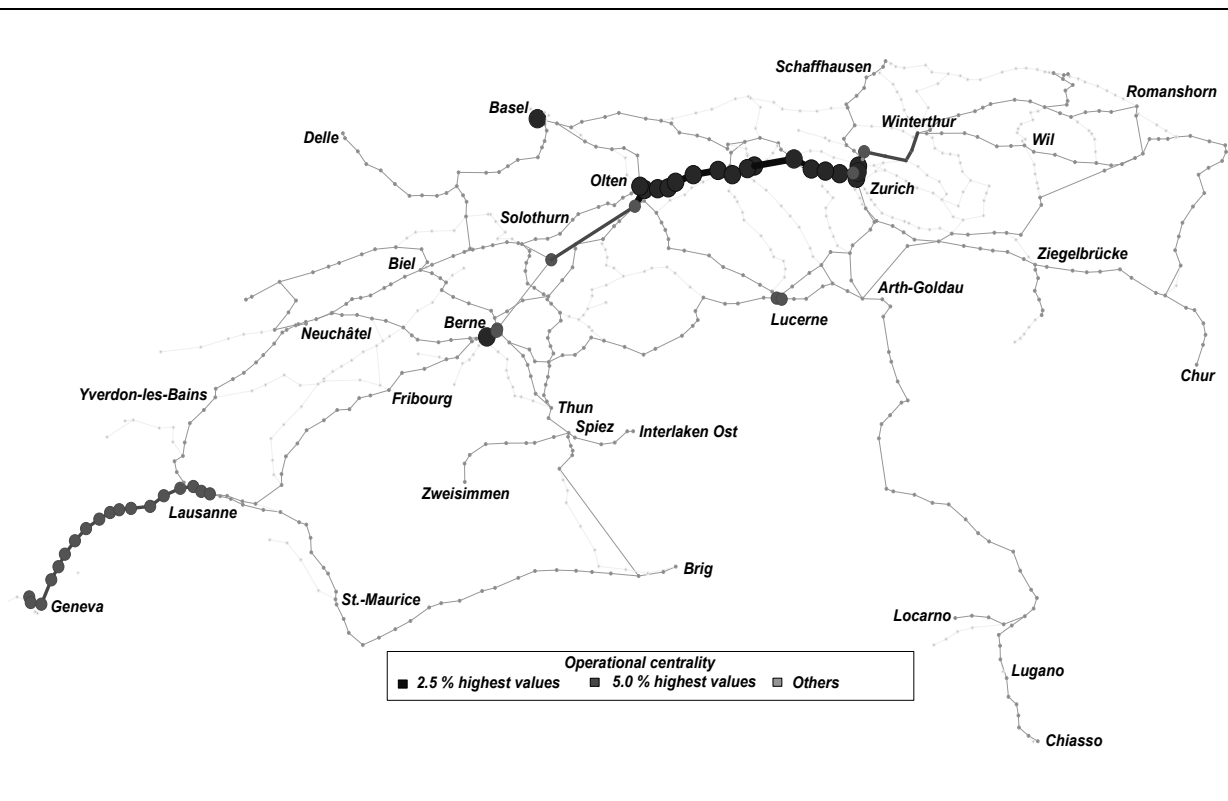 Schaffhausen
Romanshorn
Basel
Winterthur
Delle
Wil
Olten
Zurich
Solothurn
Ziegelbrücke
Biel
Arth-Goldau
Berne
Lucerne
Neuchâtel
Chur
Yverdon-les-Bains
Fribourg
Thun
Spiez
Interlaken Ost
Zweisimmen
Lausanne
Brig
Geneva
St.-Maurice
Locarno
Operational centrality
2.5 % highest values 5.0 % highest values Others
Lugano
Chiasso